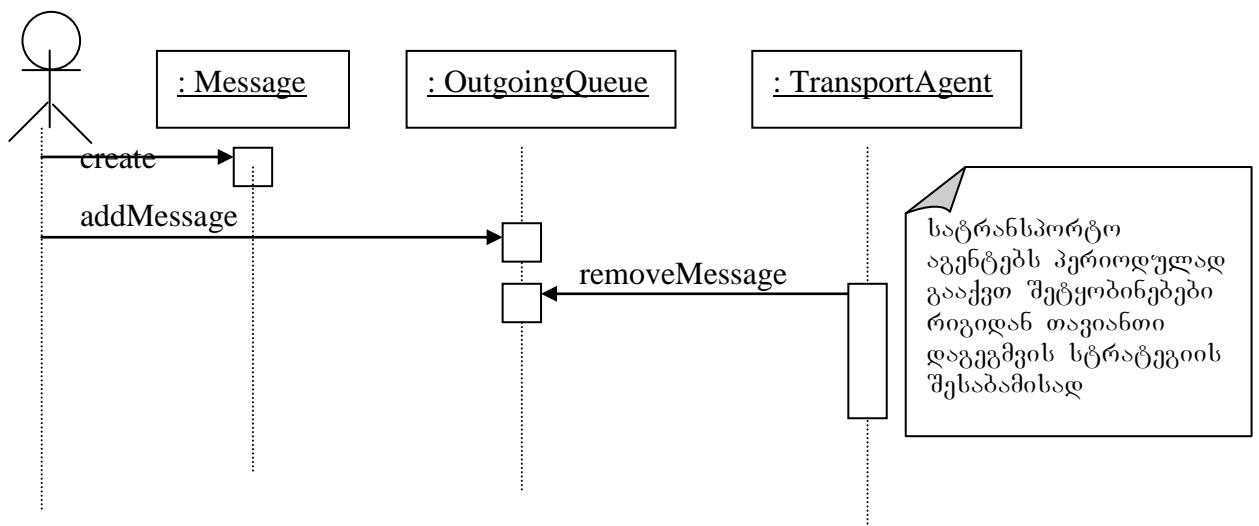 : Message
: OutgoingQueue
: TransportAgent
create
addMessage
removeMessage
სატრანსპორტო
აგენტებს პერიოდულად
გააქვთ შეტყობინებები
რიგიდან თავიანთი
დაგეგმვის სტრატეგიის
შესაბამისად